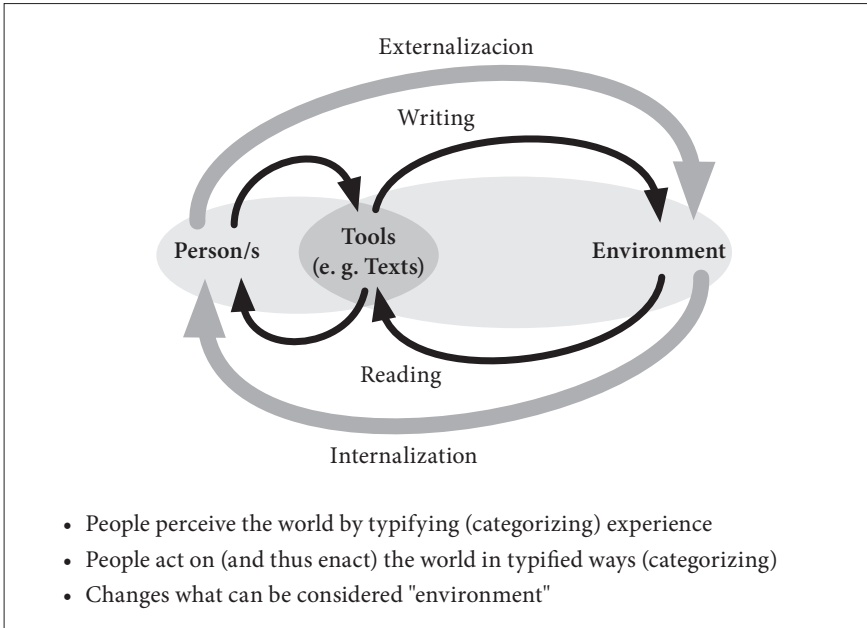 Externalizacion
Writing
Person/s
Tools
(e. g. Texts)
Environment
Reading
Internalization
• People perceive the world by typifying (categorizing) experience
• People act on (and thus enact) the world in typified ways (categorizing)
• Changes what can be considered "environment"